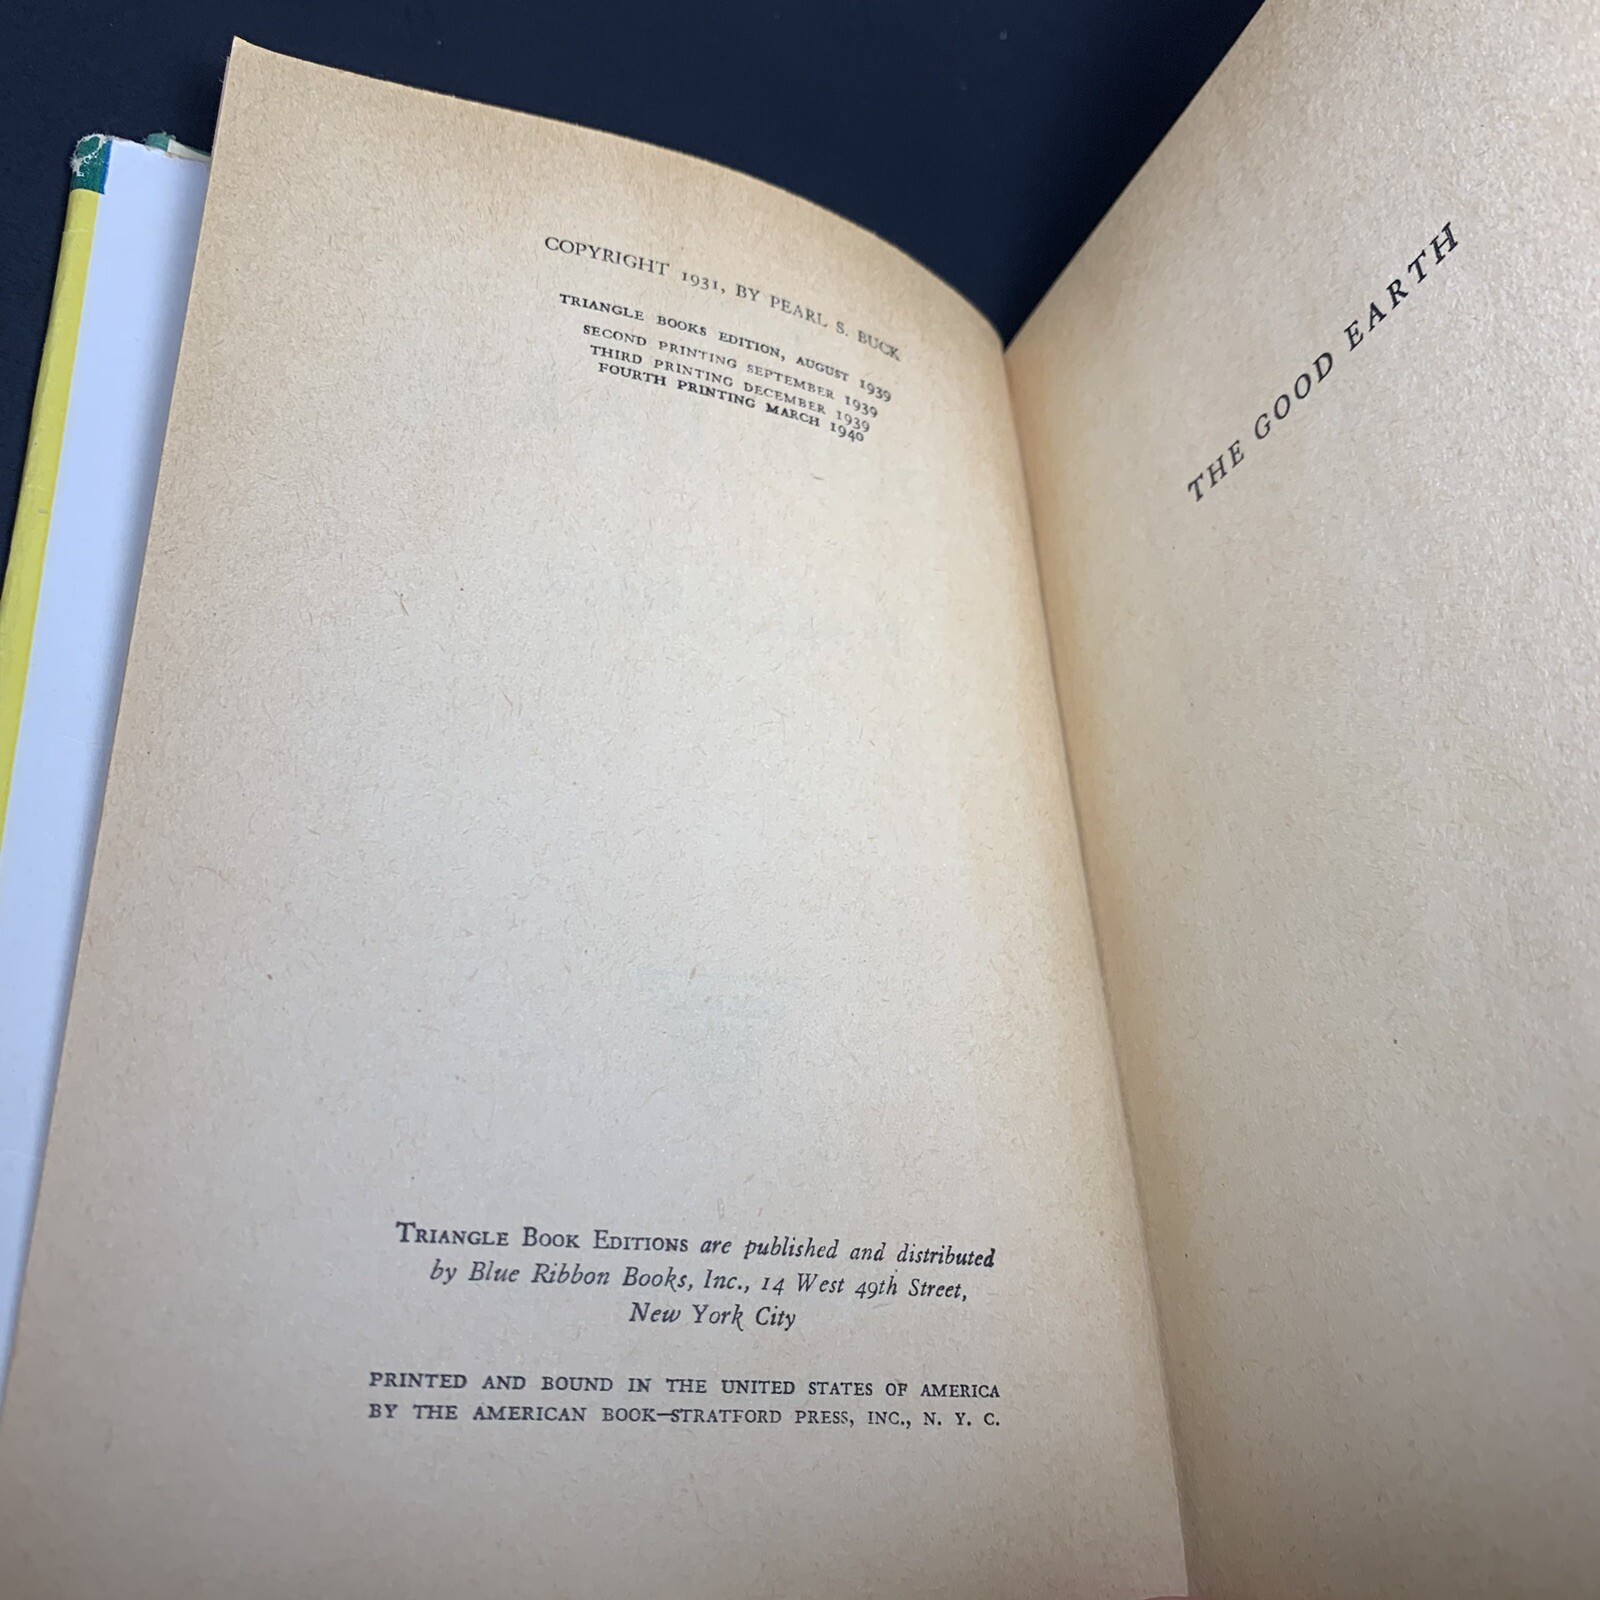 COPYRIGHT 1931, BY PEARL S. BUCK
TRIANGLE BOOKS EDITION, AUGUST 1939
SECOND PRINTING SEPTEMBER 1939
THIRD PRINTING DECEMBER 1939
FOURTH PRINTING MARCH 1940
TRIANGLE BOOK EDITIONS are published and distributed
by Blue Ribbon Books, Inc., 14 West 49th Street,
New York City
PRINTED AND BOUND IN THE UNITED STATES OF AMERICA
BY THE AMERICAN BOOK—STRATFORD PRESS, INC., N. Y. C.
THE GOOD EARTH